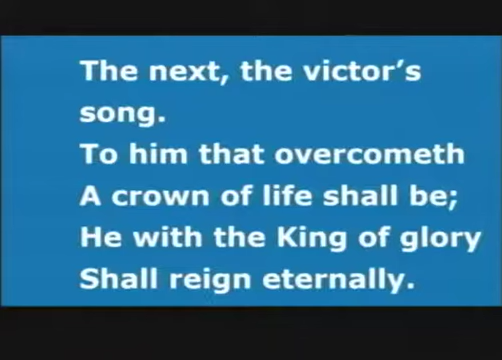 The next, the victor's
song.
To him that overcometh
A crown of life shall be;
He with the King of glory
Shall reign eternally.